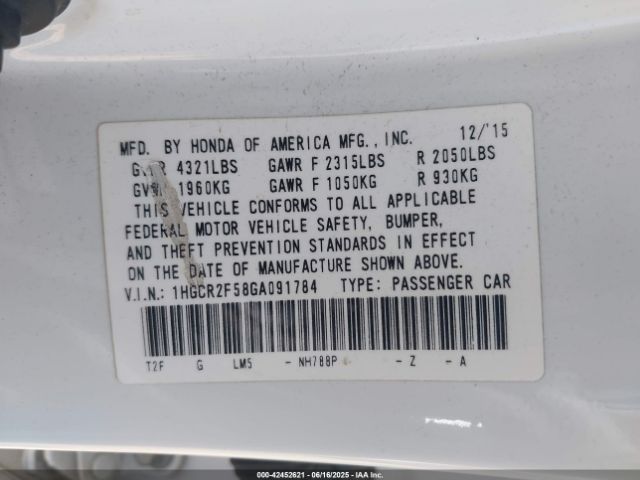 MFD. BY HONDA OF AMERICA MFG., INC. 12/'15
GVWR 4321LBS GAWR F 2315LBS R 2050LBS
GVWR 1960KG GAWR F 1050KG R 930KG
THIS VEHICLE CONFORMS TO ALL APPLICABLE
FEDERAL MOTOR VEHICLE SAFETY, BUMPER,
AND THEFT PREVENTION STANDARDS IN EFFECT
ON THE DATE OF MANUFACTURE SHOWN ABOVE.
V.I.N.: 1HGCR2F58GA091784 TYPE: PASSENGER CAR
T2F G LM5 - NH788P - Z - A
000-42452621 - 06/16/2025 - IAA Inc.